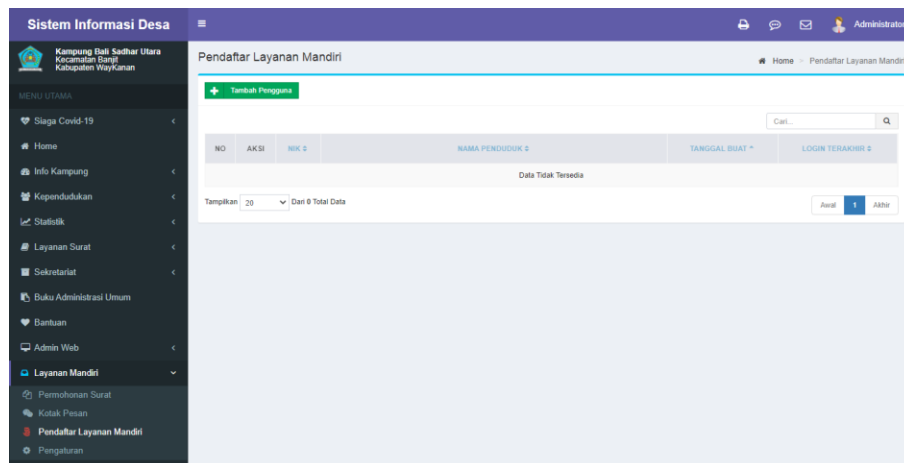 Sistem Informasi Desa
Administrator
Kampung Bali Sadhar Utara
Kecamatan Banjit
Kabupaten WayKanan
Pendaftar Layanan Mandiri
Home > Pendaftar Layanan Mandiri
MENU UTAMA
Tambah Pengguna
Siaga Covid-19
Cari...
Home
NO AKSI NIK NAMA PENDUDUK TANGGAL BUAT LOGIN TERAKHIR
Info Kampung
Data Tidak Tersedia
Kependudukan
Tampilkan 20 Dari 0 Total Data
Awal 1 Akhir
Statistik
Layanan Surat
Sekretariat
Buku Administrasi Umum
Bantuan
Admin Web
Layanan Mandiri
Permohonan Surat
Kotak Pesan
Pendaftar Layanan Mandiri
Pengaturan